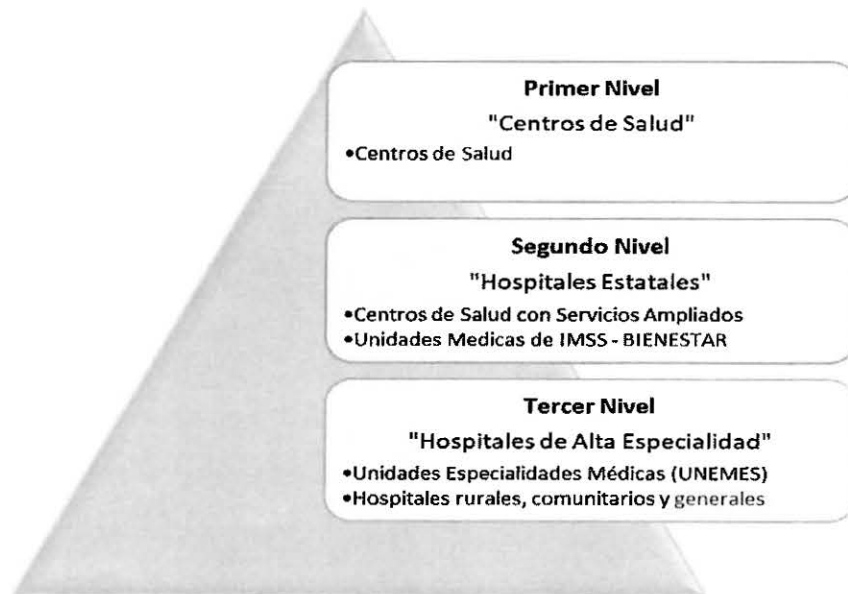 Primer Nivel
"Centros de Salud"
•Centros de Salud
Segundo Nivel
"Hospitales Estatales"
•Centros de Salud con Servicios Ampliados
•Unidades Medicas de IMSS - BIENESTAR
Tercer Nivel
"Hospitales de Alta Especialidad"
•Unidades Especialidades Médicas (UNEMES)
•Hospitales rurales, comunitarios y generales